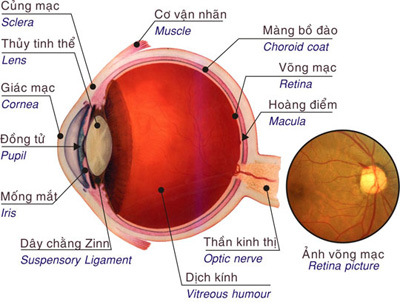 Củng mạc
Sclera
Thủy tinh thể
Lens
Giác mạc
Cornea
Đồng tử
Pupil
Mống mắt
Iris
Dây chằng Zinn
Suspensory Ligament
Cơ vận nhãn
Muscle
Màng bồ đào
Choroid coat
Võng mạc
Retina
Hoàng điểm
Macula
Thần kinh thị
Optic nerve
Dịch kính
Vitreous humour
Ảnh võng mạc
Retina picture